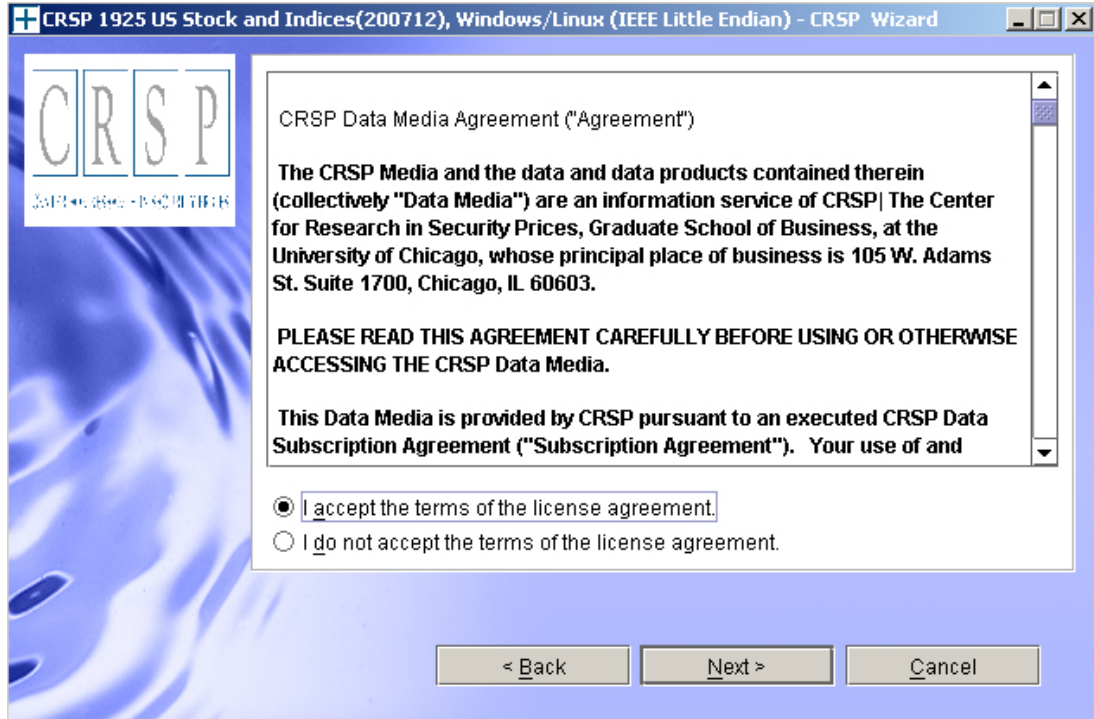 CRSP 1925 US Stock and Indices(200712), Windows/Linux (IEEE Little Endian) - CRSP Wizard
CRSP
CRSP Data Media Agreement ("Agreement")
The CRSP Media and the data and data products contained therein
(collectively "Data Media") are an information service of CRSP| The Center
for Research in Security Prices, Graduate School of Business, at the
University of Chicago, whose principal place of business is 105 W. Adams
St. Suite 1700, Chicago, IL 60603.
PLEASE READ THIS AGREEMENT CAREFULLY BEFORE USING OR OTHERWISE
ACCESSING THE CRSP Data Media.
This Data Media is provided by CRSP pursuant to an executed CRSP Data
Subscription Agreement ("Subscription Agreement"). Your use of and
I accept the terms of the license agreement.
I do not accept the terms of the license agreement.
< Back
Next >
Cancel